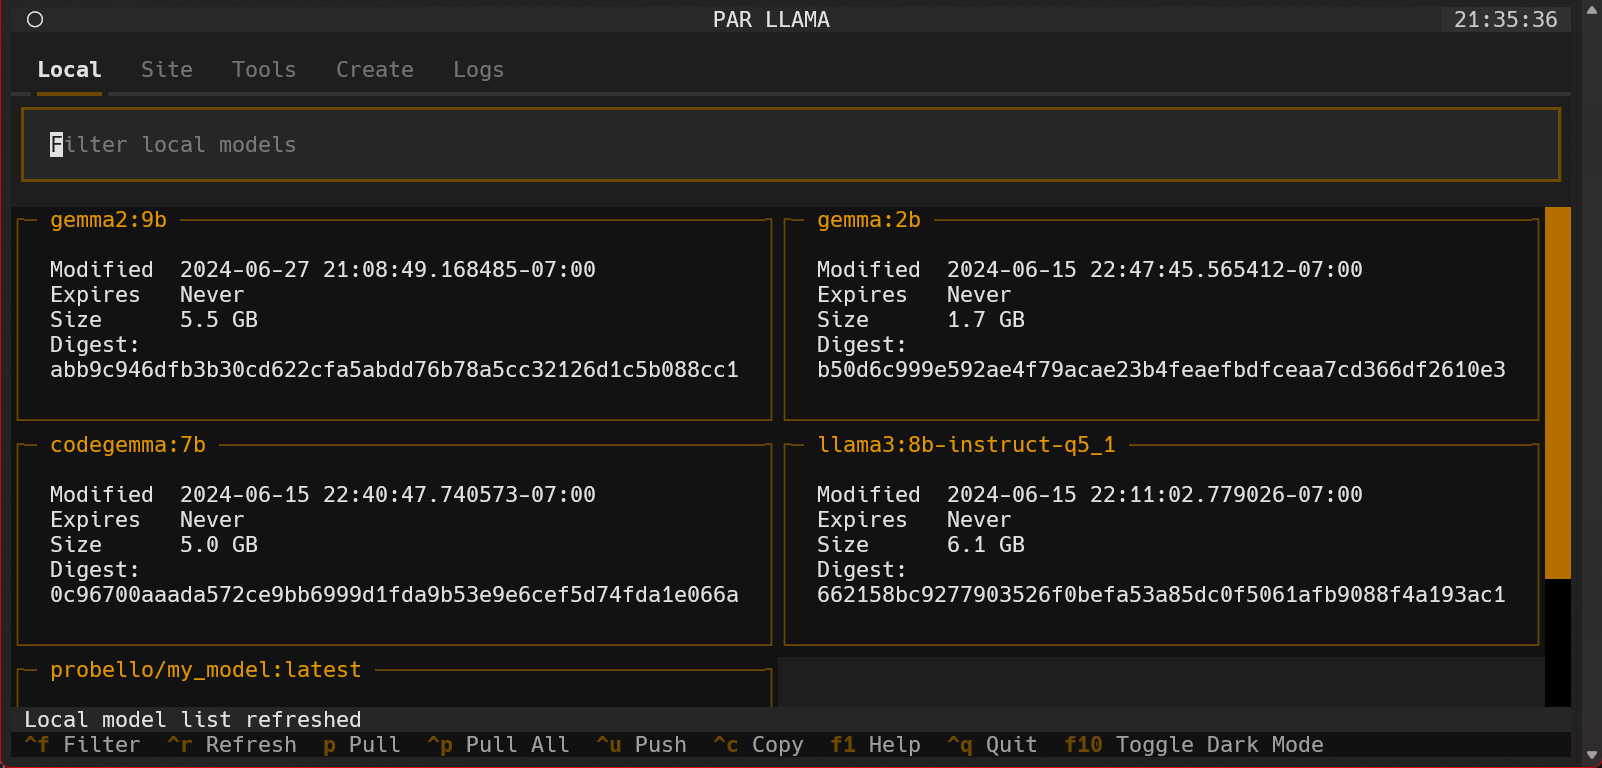 PAR LLAMA 21:35:36
Local Site Tools Create Logs
Filter local models
gemma2:9b
Modified 2024-06-27 21:08:49.168485-07:00
Expires Never
Size 5.5 GB
Digest:
abb9c946dfb3b30cd622cfa5abdd76b78a5cc32126d1c5b088cc1
gemma:2b
Modified 2024-06-15 22:47:45.565412-07:00
Expires Never
Size 1.7 GB
Digest:
b50d6c999e592ae4f79acae23b4feaefbdfceaa7cd366df2610e3
codegemma:7b
Modified 2024-06-15 22:40:47.740573-07:00
Expires Never
Size 5.0 GB
Digest:
0c96700aaada572ce9bb6999d1fda9b53e9e6cef5d74fda1e066a
llama3:8b-instruct-q5_1
Modified 2024-06-15 22:11:02.779026-07:00
Expires Never
Size 6.1 GB
Digest:
662158bc9277903526f0befa53a85dc0f5061afb9088f4a193ac1
probello/my_model:latest
Local model list refreshed
^f Filter ^r Refresh p Pull ^p Pull All ^u Push ^c Copy f1 Help ^q Quit f10 Toggle Dark Mode